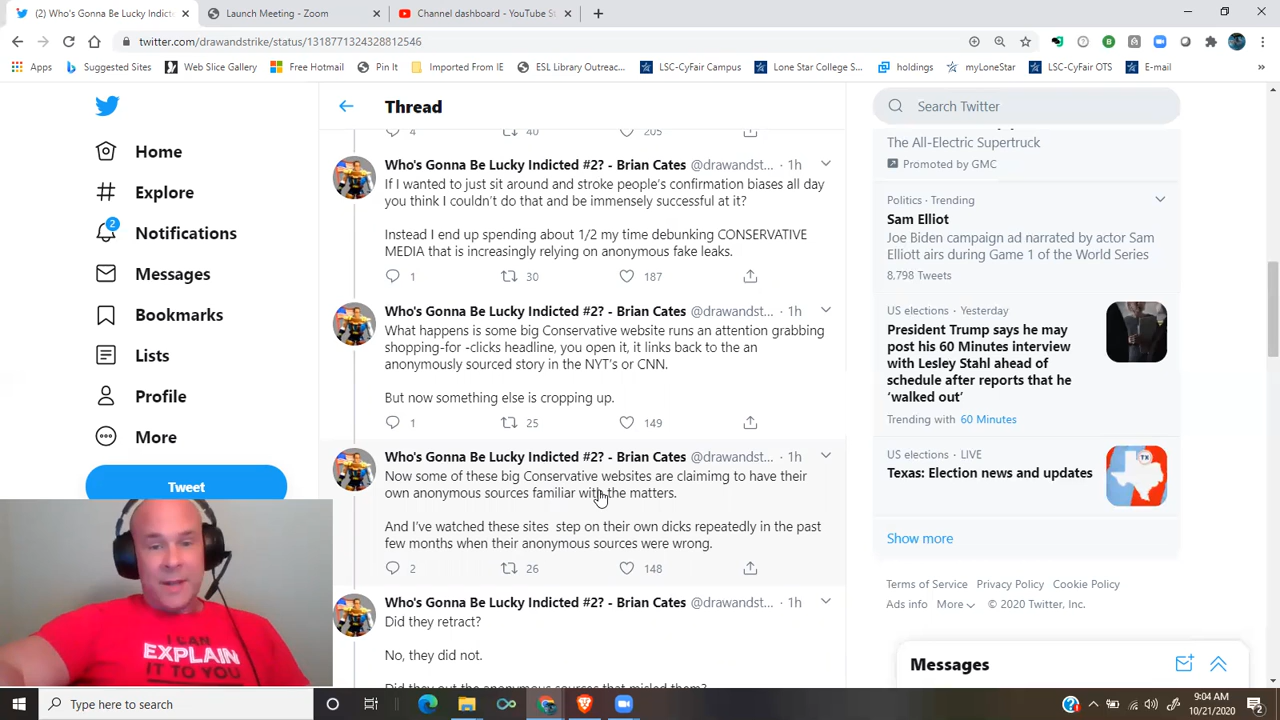 (2) Who's Gonna Be Lucky Indict
Launch Meeting - Zoom
Channel dashboard - YouTube St
twitter.com/drawandstrike/status/1318771324328812546
Apps
Suggested Sites
Web Slice Gallery
Free Hotmail
Pin It
Imported From IE
ESL Library Outreac...
LSC-CyFair Campus
Lone Star College S...
holdings
myLoneStar
LSC-CyFair OTS
E-mail
Home
Explore
2
Notifications
Messages
Bookmarks
Lists
Profile
More
Tweet
Thread
4 40 205
Who's Gonna Be Lucky Indicted #2? - Brian Cates @drawandst... · 1h
If I wanted to just sit around and stroke people's confirmation biases all day
you think I couldn't do that and be immensely successful at it?
Instead I end up spending about 1/2 my time debunking CONSERVATIVE
MEDIA that is increasingly relying on anonymous fake leaks.
1 30 187
Who's Gonna Be Lucky Indicted #2? - Brian Cates @drawandst... · 1h
What happens is some big Conservative website runs an attention grabbing
shopping-for -clicks headline, you open it, it links back to the an
anonymously sourced story in the NYT's or CNN.
But now something else is cropping up.
1 25 149
Who's Gonna Be Lucky Indicted #2? - Brian Cates @drawandst... · 1h
Now some of these big Conservative websites are claiming to have their
own anonymous sources familiar with the matters.
And I've watched these sites step on their own dicks repeatedly in the past
few months when their anonymous sources were wrong.
2 26 148
Who's Gonna Be Lucky Indicted #2? - Brian Cates @drawandst... · 1h
Did they retract?
No, they did not.
Did they out the anonymous sources that misled them?
Search Twitter
The All-Electric Supertruck
Promoted by GMC
Politics · Trending
Sam Elliot
Joe Biden campaign ad narrated by actor Sam
Elliott airs during Game 1 of the World Series
8,798 Tweets
US elections · Yesterday
President Trump says he may
post his 60 Minutes interview
with Lesley Stahl ahead of
schedule after reports that he
'walked out'
Trending with 60 Minutes
US elections · LIVE
Texas: Election news and updates
TX
Show more
Terms of Service Privacy Policy Cookie Policy
Ads info More © 2020 Twitter, Inc.
Messages
I CAN
EXPLAIN
IT TO YOU
Type here to search
9:04 AM
10/21/2020
2